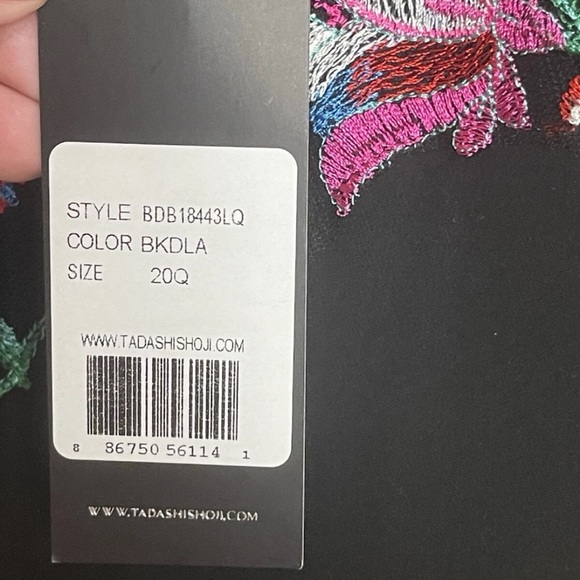 STYLE BDB18443LQ
COLOR BKDLA
SIZE 20Q
WWW.TADASHISHOJI.COM
8 86750 56114 1
WWW.TADASHISHOJI.COM